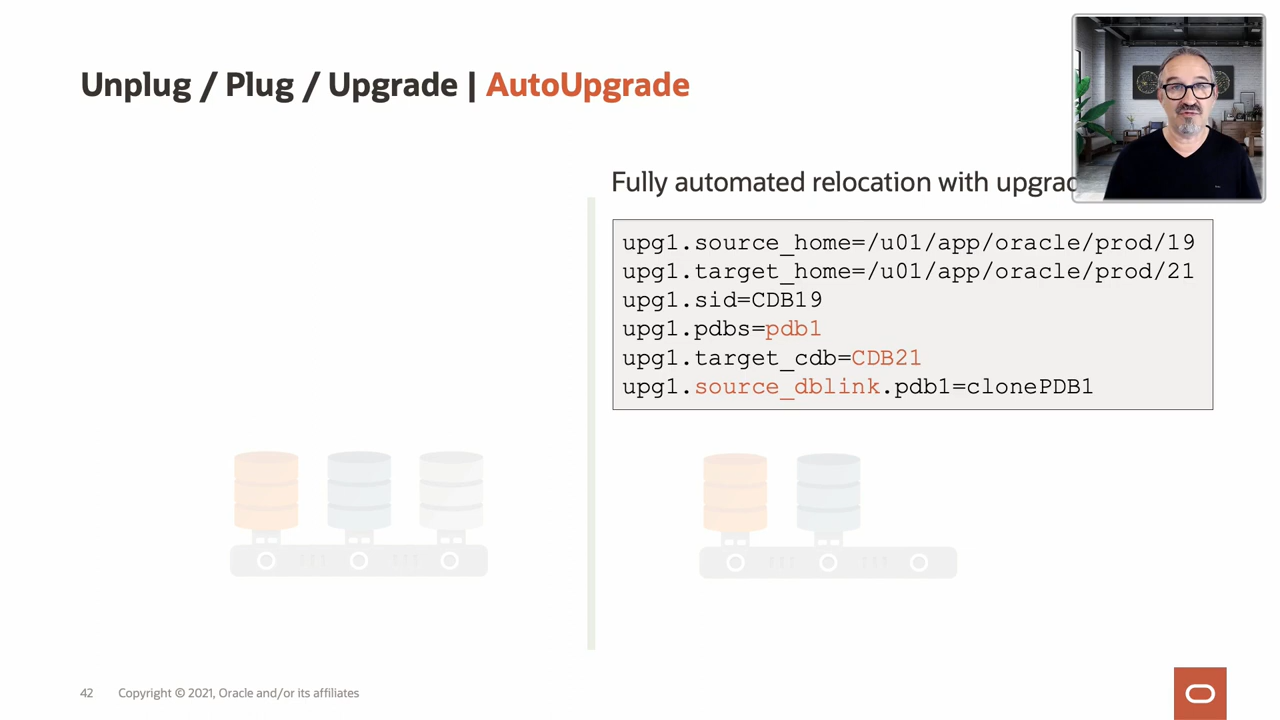 Unplug / Plug / Upgrade | AutoUpgrade
Fully automated relocation with
upg1.source_home=/u01/app/oracle/prod/19
upg1.target_home=/u01/app/oracle/prod/21
upg1.sid=CDB19
upg1.pdbs=pdb1
upg1.target_cdb=CDB21
upg1.source_dblink.pdb1=clonePDB1
42 Copyright © 2021, Oracle and/or its affiliates